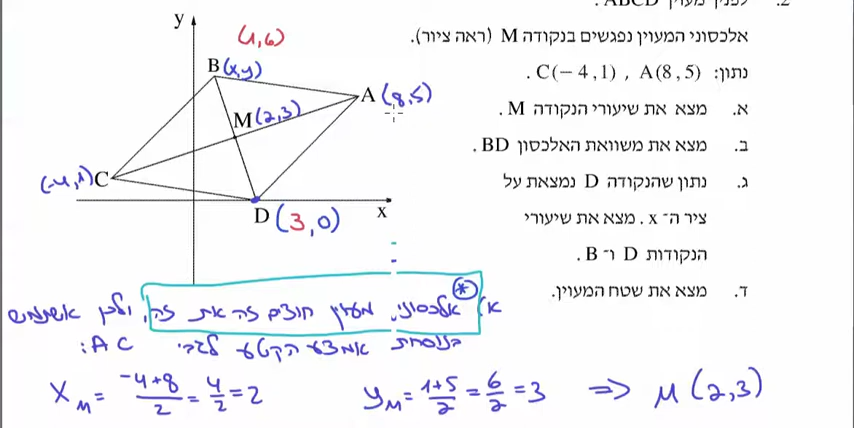 2. לפניך מעוין ABCD.
אלכסוני המעוין נפגשים בנקודה M (ראה ציור).
נתון: A(8, 5) , C(−4, 1) .
א. מצא את שיעורי הנקודה M.
ב. מצא את משוואת האלכסון BD.
ג. נתון שהנקודה D נמצאת על
ציר ה־x. מצא את שיעורי
הנקודות D ו־B.
ד. מצא את שטח המעוין.
y
(1,6)
B(x,y)
A (8,5)
M(2,3)
(-4,1) C
D (3,0)
x
א) אלכסוני מעוין חוצים זה את זה, ולכן אשתמש
בנוסחת אמצע הקטע לגבי AC:
X_M = (-4+8)/2 = 4/2 = 2 y_M = (1+5)/2 = 6/2 = 3 => M(2,3)